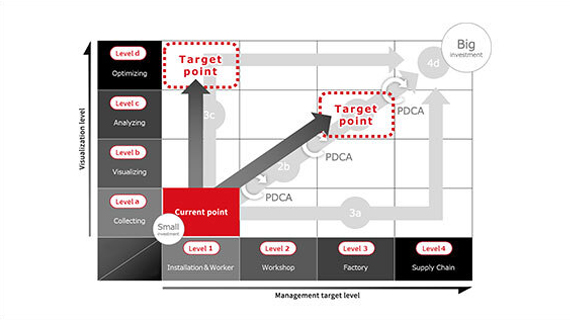 Visualization level
Level d
Optimizing
Level c
Analyzing
Level b
Visualizing
Level a
Collecting
Target
point
Target
point
Current point
Small
investment
Big
investment
4d
3c
2b
3a
PDCA
PDCA
PDCA
Level 1
Installation & Worker
Level 2
Workshop
Level 3
Factory
Level 4
Supply Chain
Management target level